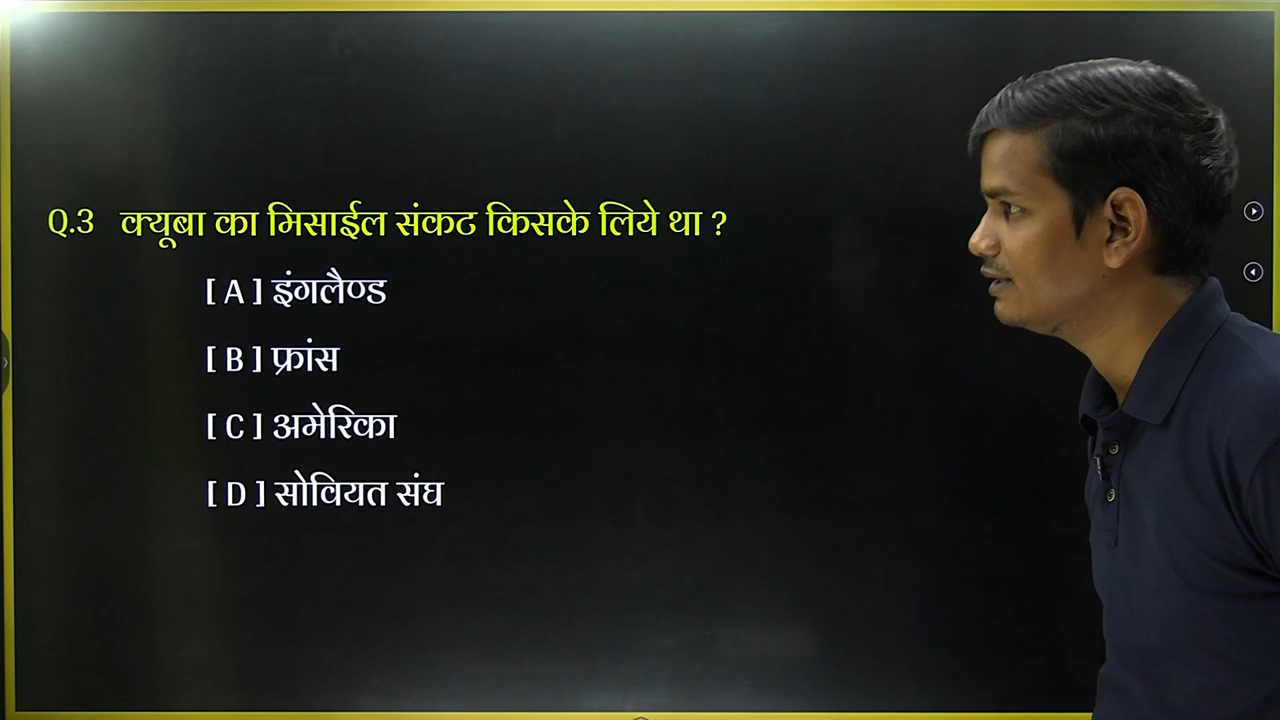 Q.3 क्यूबा का मिसाईल संकट किसके लिये था ?
[ A ] इंगलैण्ड
[ B ] फ्रांस
[ C ] अमेरिका
[ D ] सोवियत संघ